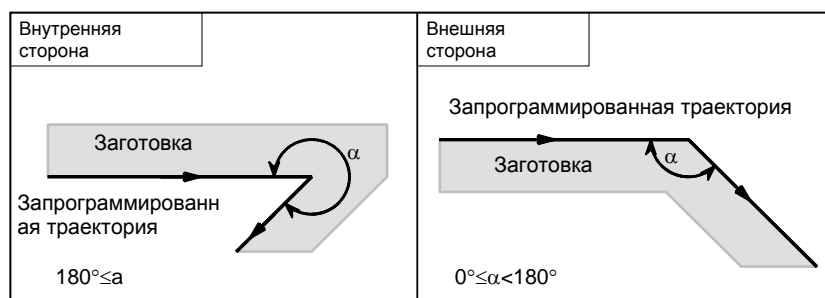 Внутренняя
сторона
Заготовка
α
Запрограммированн
ая траектория
180°≤a
Внешняя
сторона
Запрограммированная траектория
Заготовка
α
0°≤α<180°